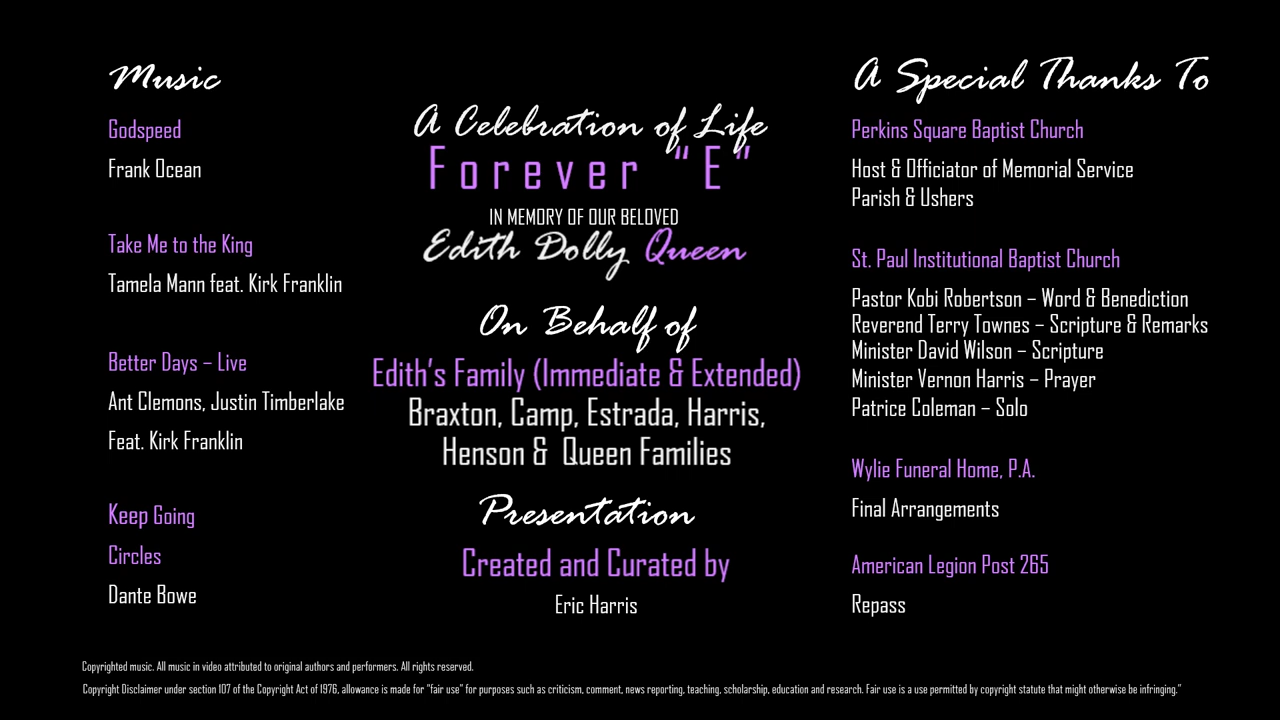 Music
Godspeed
Frank Ocean
Take Me to the King
Tamela Mann feat. Kirk Franklin
Better Days – Live
Ant Clemons, Justin Timberlake
Feat. Kirk Franklin
Keep Going
Circles
Dante Bowe
A Celebration of Life
Forever "E"
IN MEMORY OF OUR BELOVED
Edith Dolly Queen
On Behalf of
Edith's Family (Immediate & Extended)
Braxton, Camp, Estrada, Harris,
Henson & Queen Families
Presentation
Created and Curated by
Eric Harris
A Special Thanks To
Perkins Square Baptist Church
Host & Officiator of Memorial Service
Parish & Ushers
St. Paul Institutional Baptist Church
Pastor Kobi Robertson – Word & Benediction
Reverend Terry Townes – Scripture & Remarks
Minister David Wilson – Scripture
Minister Vernon Harris – Prayer
Patrice Coleman – Solo
Wylie Funeral Home, P.A.
Final Arrangements
American Legion Post 265
Repass
Copyrighted music. All music in video attributed to original authors and performers. All rights reserved.
Copyright Disclaimer under section 107 of the Copyright Act of 1976, allowance is made for "fair use" for purposes such as criticism, comment, news reporting, teaching, scholarship, education and research. Fair use is a use permitted by copyright statute that might otherwise be infringing."